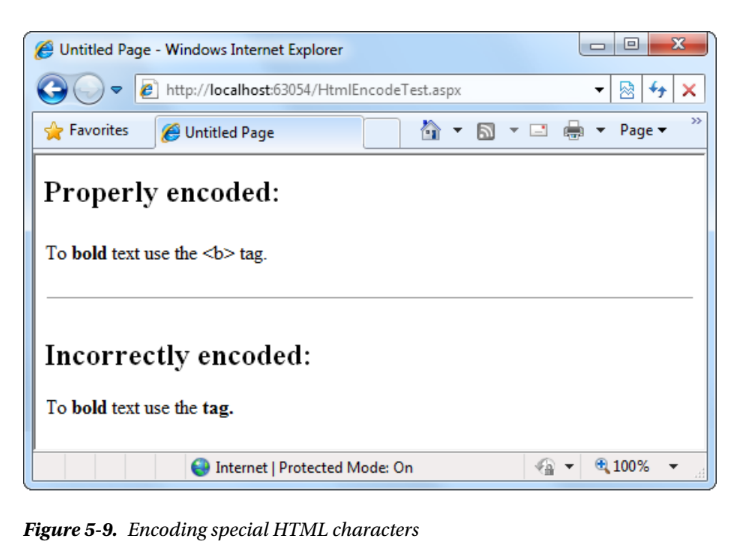 Untitled Page - Windows Internet Explorer
http://localhost:63054/HtmlEncodeTest.aspx
Favorites Untitled Page Page
Properly encoded:
To bold text use the <b> tag.
Incorrectly encoded:
To bold text use the tag.
Internet | Protected Mode: On 100%
Figure 5-9. Encoding special HTML characters